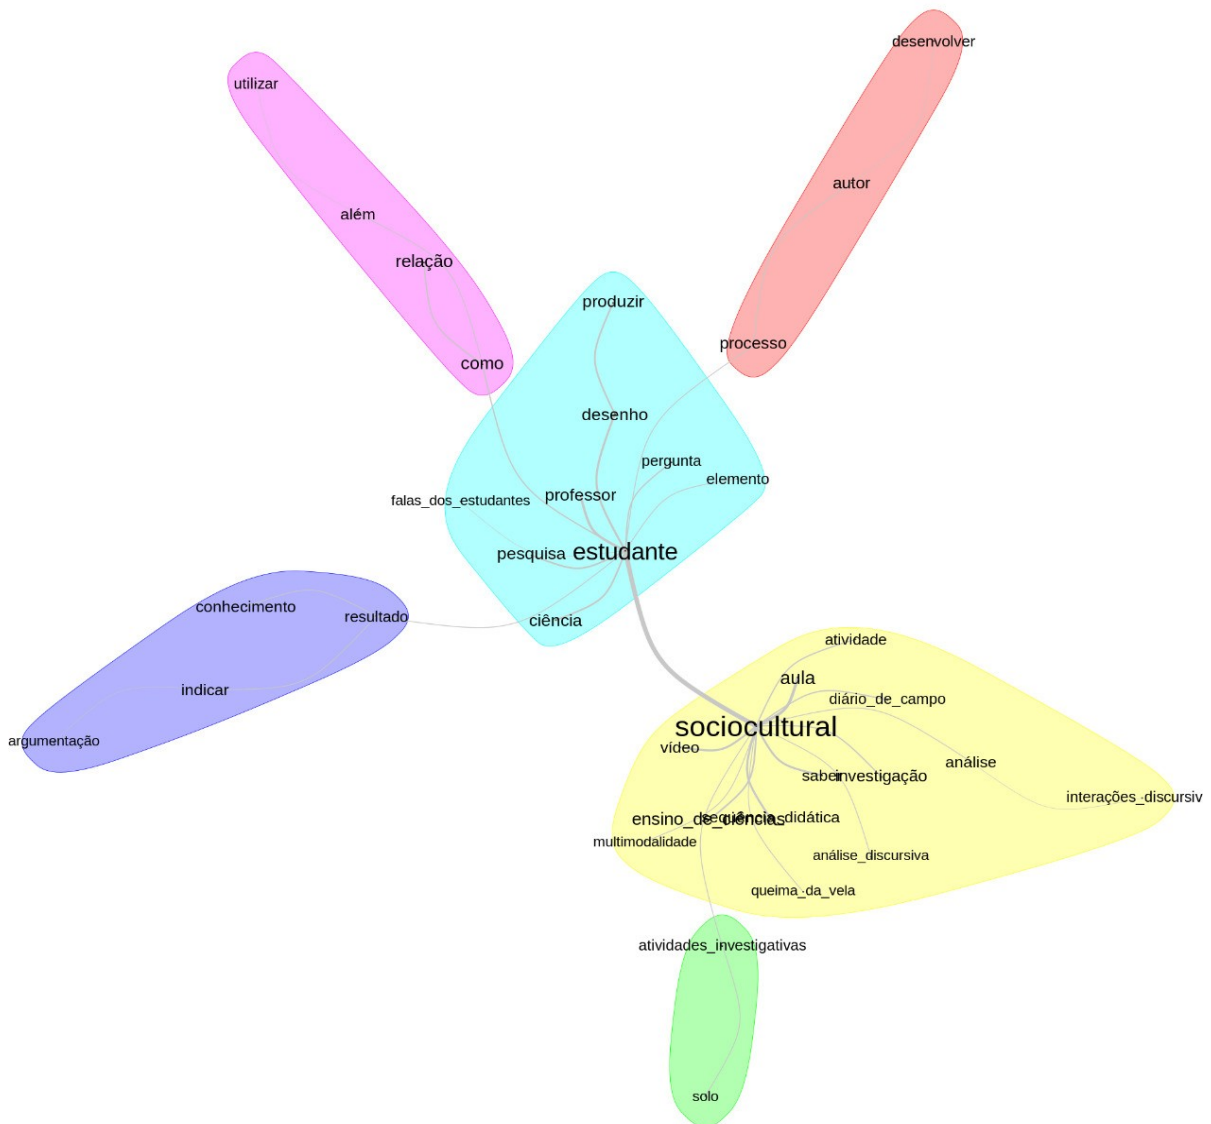 desenvolver
utilizar
autor
além
relação
produzir
processo
como
desenho
pergunta
elemento
professor
falas_dos_estudantes
pesquisa
estudante
conhecimento
resultado
ciência
atividade
aula
indicar
diário_de_campo
sociocultural
argumentação
vídeo
análise
saber
investigação
interações_discursiv
ensino_de_ciências
sequência_didática
multimodalidade
análise_discursiva
queima_da_vela
atividades_investigativas
solo